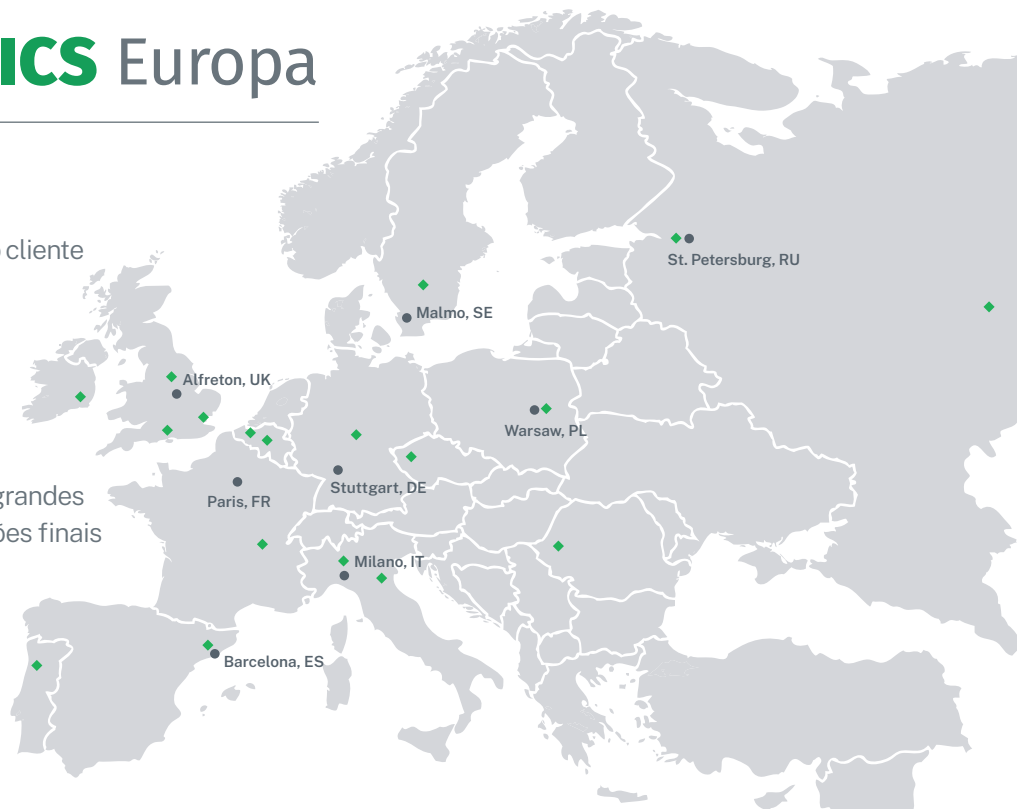 ICS Europa
cliente
St. Petersburg, RU
Malmo, SE
Alfreton, UK
Warsaw, PL
Stuttgart, DE
grandes
Paris, FR
ões finais
Milano, IT
Barcelona, ES